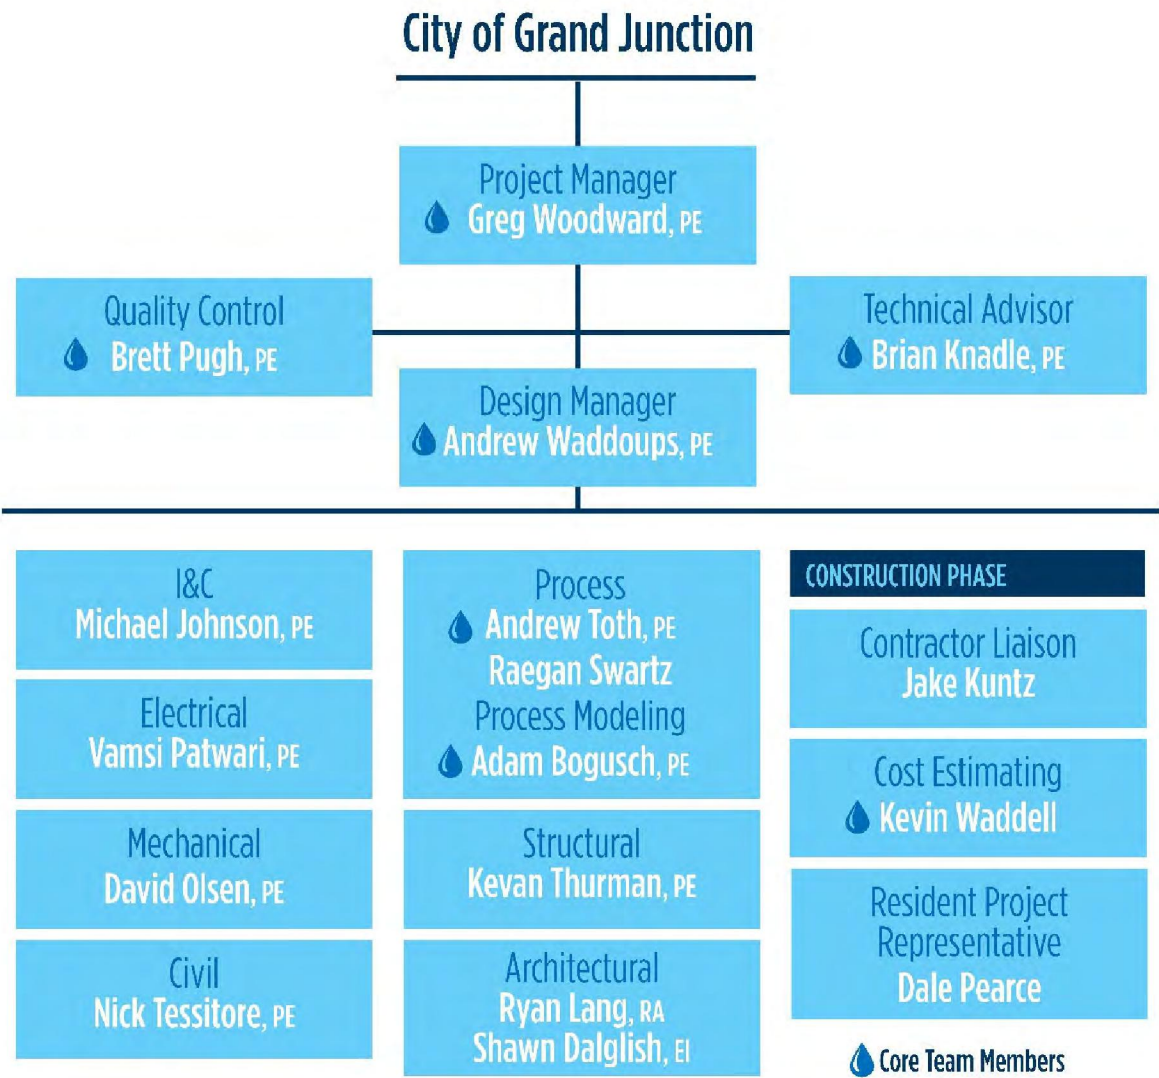 City of Grand Junction
Project Manager
Greg Woodward, PE
Quality Control
Brett Pugh, PE
Technical Advisor
Brian Knadle, PE
Design Manager
Andrew Waddoups, PE
I&C
Michael Johnson, PE
Electrical
Vamsi Patwari, PE
Mechanical
David Olsen, PE
Civil
Nick Tessitore, PE
Process
Andrew Toth, PE
Raegan Swartz
Process Modeling
Adam Bogusch, PE
Structural
Kevan Thurman, PE
Architectural
Ryan Lang, RA
Shawn Dalglish, EI
CONSTRUCTION PHASE
Contractor Liaison
Jake Kuntz
Cost Estimating
Kevin Waddell
Resident Project
Representative
Dale Pearce
Core Team Members